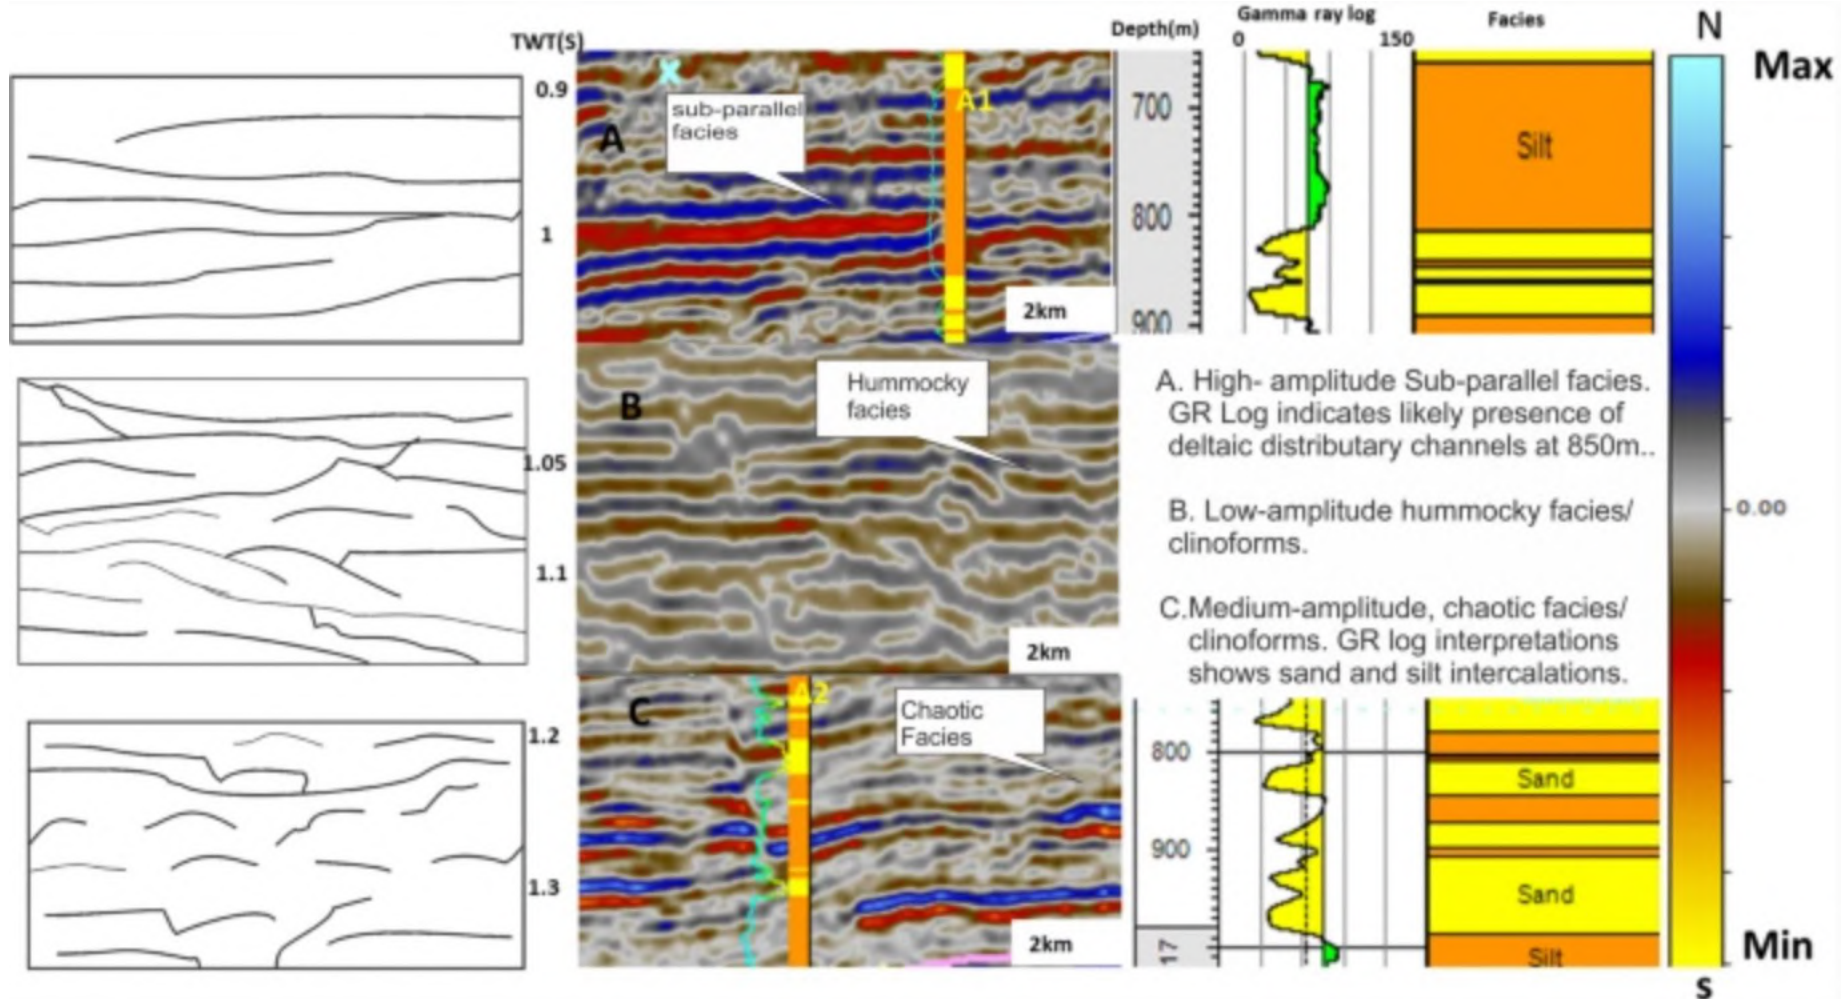 TWT(S)
Depth(m)
Gamma ray log
0
150
Facies
N
Max
0.9
X
A1
sub-parallel
facies
A
1
2km
700
800
900
Silt
B
Hummocky
facies
1.05
1.1
2km
A. High- amplitude Sub-parallel facies.
GR Log indicates likely presence of
deltaic distributary channels at 850m..
B. Low-amplitude hummocky facies/
clinoforms.
C.Medium-amplitude, chaotic facies/
clinoforms. GR log interpretations
shows sand and silt intercalations.
0.00
C
A2
Chaotic
Facies
1.2
1.3
2km
800
900
17
Sand
Sand
Silt
Min
s